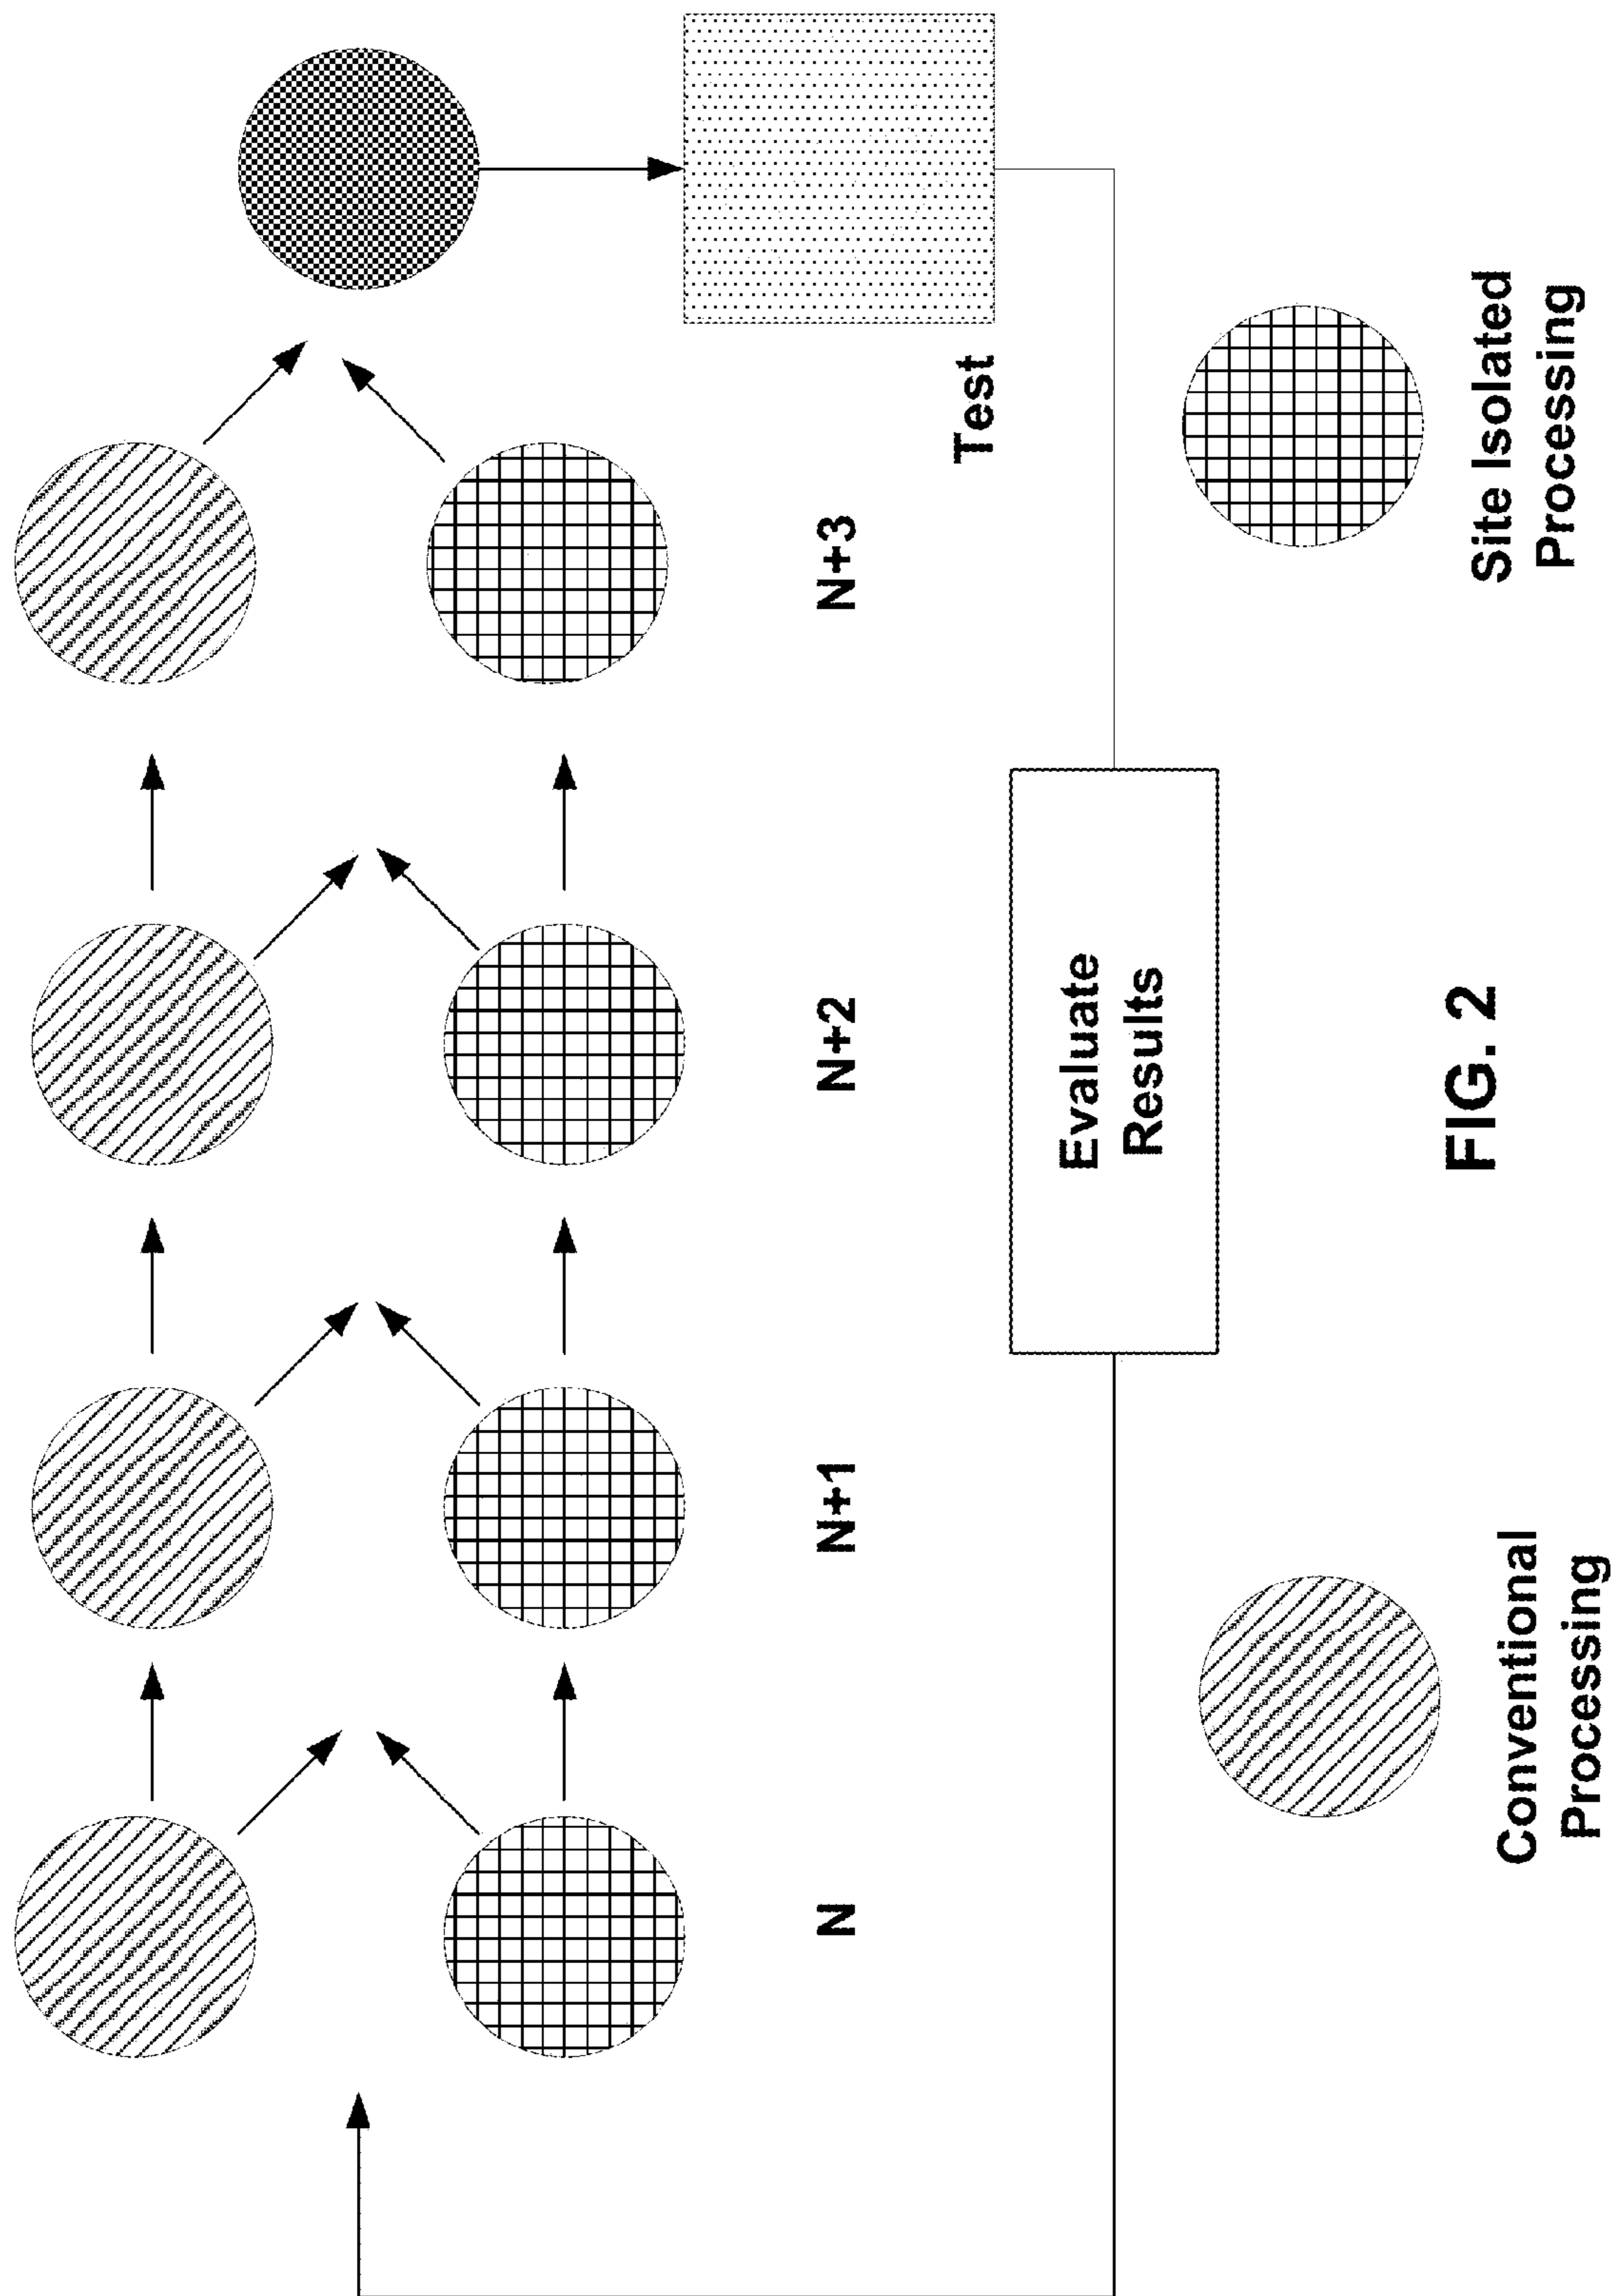 N
N+1
N+2
N+3
Test
Evaluate
Results
Conventional
Processing
Site Isolated
Processing
FIG. 2